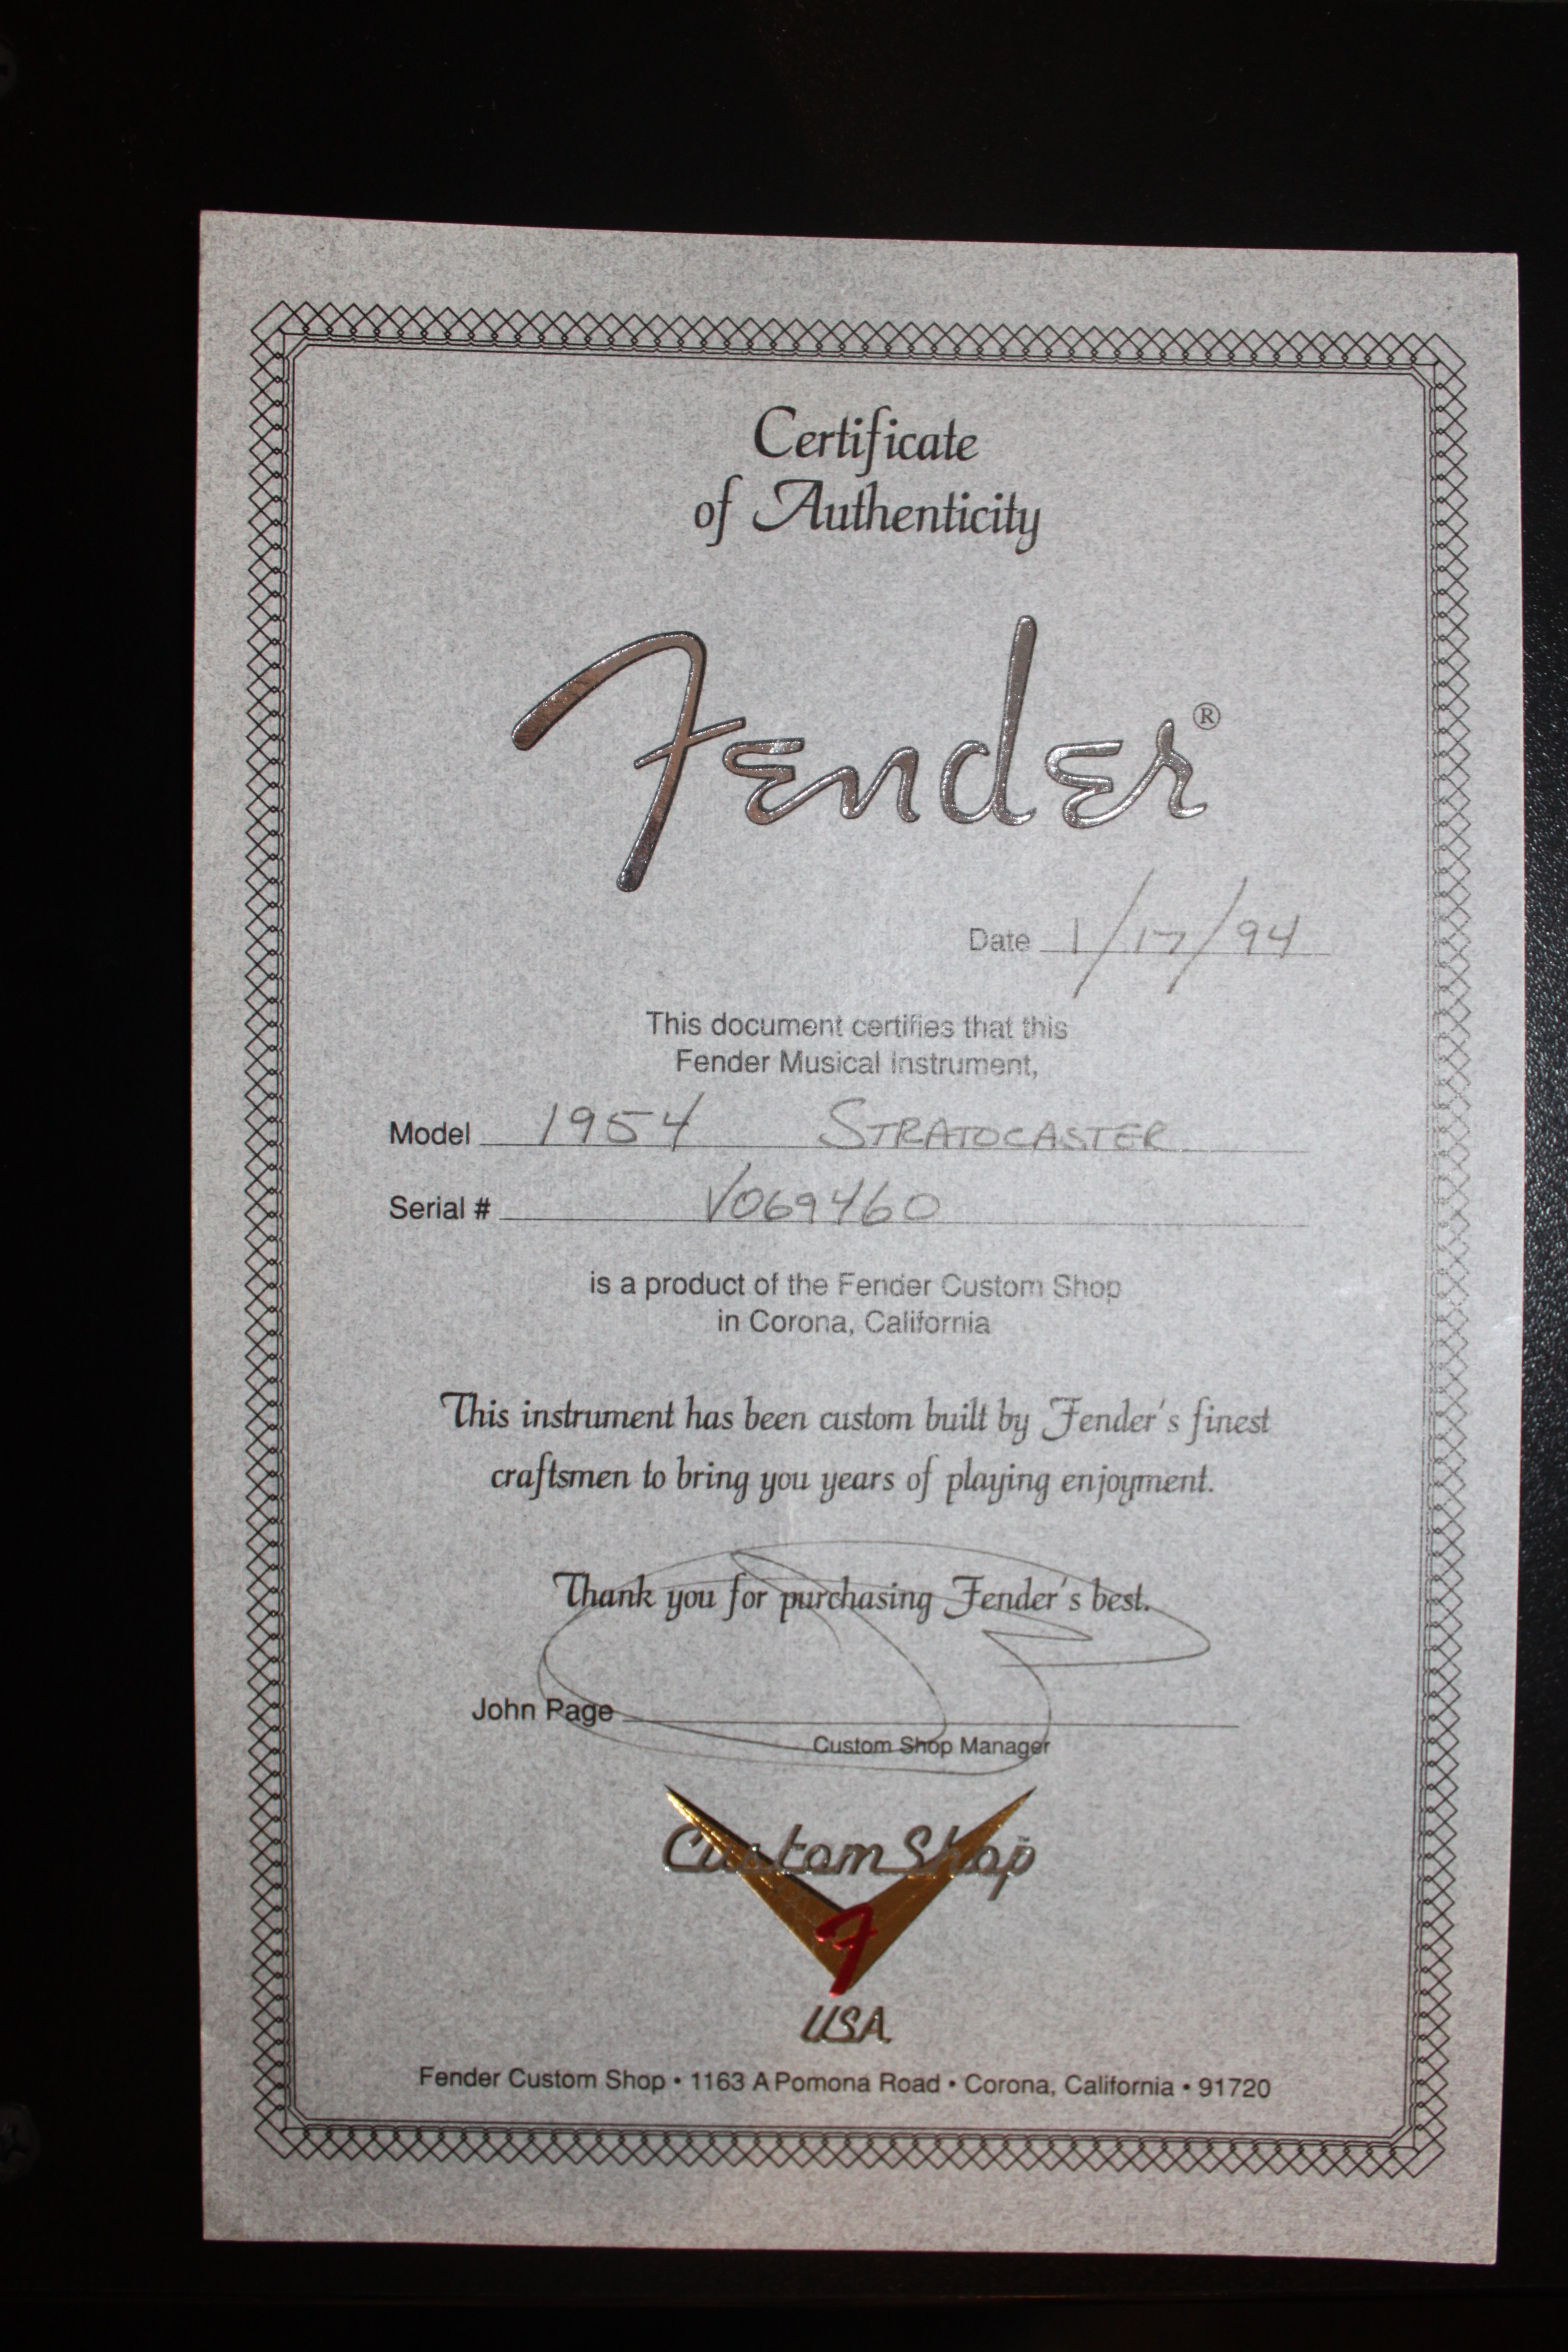 Certificate
of Authenticity
Fender®
Date 1/17/94
This document certifies that this
Fender Musical Instrument,
Model 1954 STRATOCASTER
Serial # V069460
is a product of the Fender Custom Shop
in Corona, California
This instrument has been custom built by Fender's finest
craftsmen to bring you years of playing enjoyment.
Thank you for purchasing Fender's best.
John Page
Custom Shop Manager
Custom Shop™
F
USA
Fender Custom Shop • 1163 A Pomona Road • Corona, California • 91720